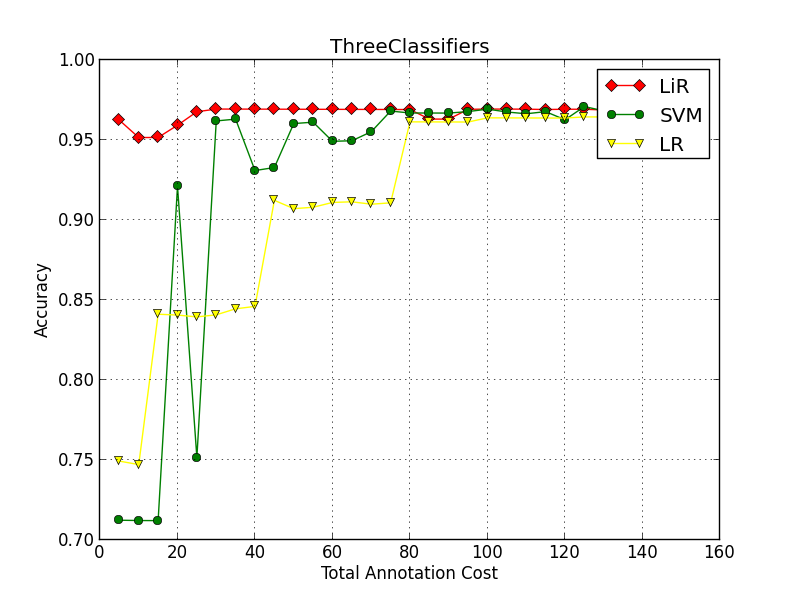 ThreeClassifiers
1.00
0.95
0.90
0.85
0.80
0.75
0.70
Accuracy
LiR
SVM
LR
0 20 40 60 80 100 120 140 160
Total Annotation Cost